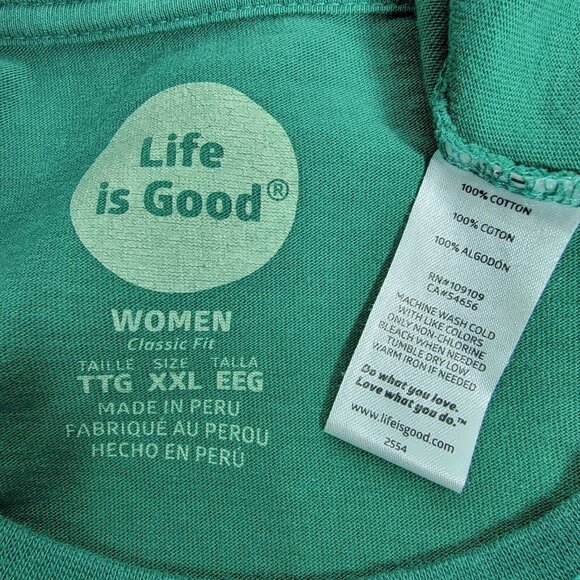 Life
is Good®
WOMEN
Classic Fit
TAILLE SIZE TALLA
TTG XXL EEG
MADE IN PERU
FABRIQUÉ AU PEROU
HECHO EN PERÚ
100% COTTON
100% COTON
100% ALGODÓN
RN#109109
CA#54656
MACHINE WASH COLD
WITH LIKE COLORS
ONLY NON-CHLORINE
BLEACH WHEN NEEDED
TUMBLE DRY LOW
WARM IRON IF NEEDED
Do what you love.
Love what you do.™
www.lifeisgood.com
2554